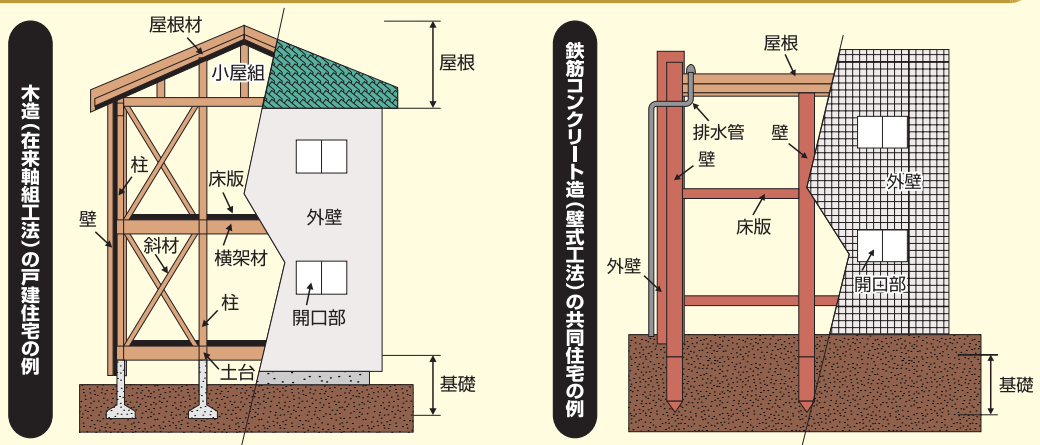 木造(在来軸組工法)の戸建住宅の例
屋根材
小屋組
屋根
柱
床版
壁
外壁
斜材
横架材
柱
開口部
土台
基礎
鉄筋コンクリート造(壁式工法)の共同住宅の例
屋根
排水管
壁
壁
外壁
床版
外壁
開口部
基礎